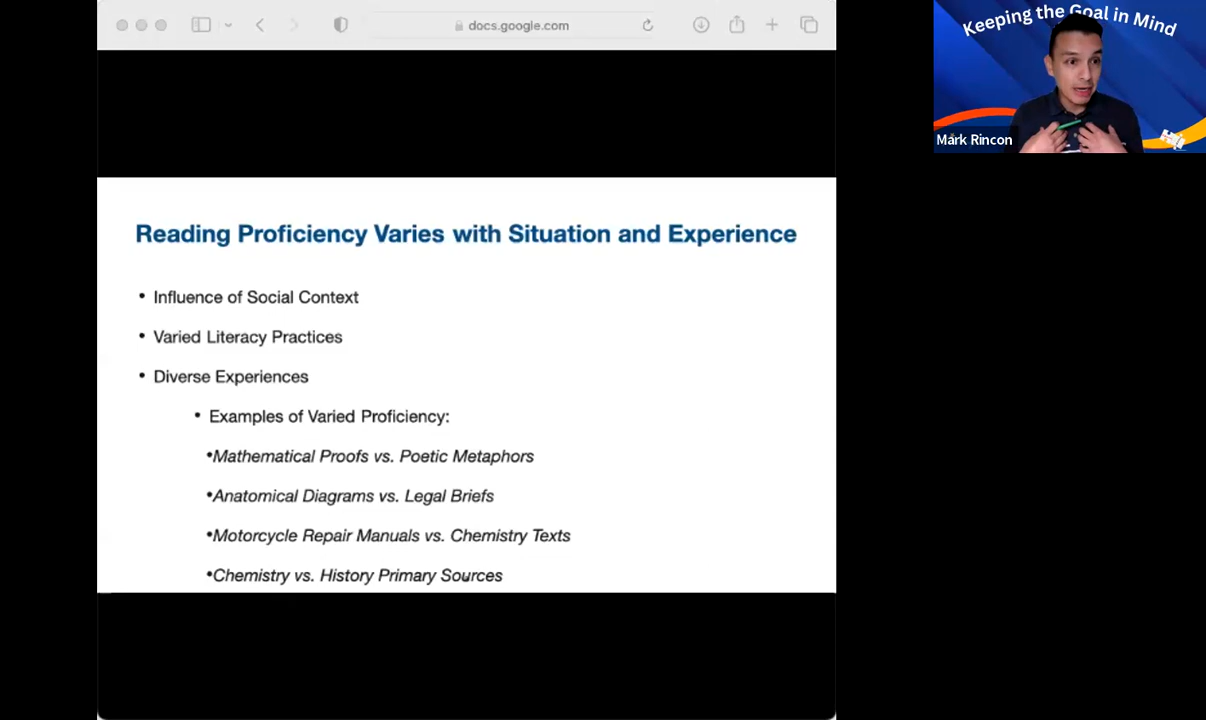 docs.google.com
Keeping the Goal in Mind
Mark Rincon
Reading Proficiency Varies with Situation and Experience
• Influence of Social Context
• Varied Literacy Practices
• Diverse Experiences
• Examples of Varied Proficiency:
•Mathematical Proofs vs. Poetic Metaphors
•Anatomical Diagrams vs. Legal Briefs
•Motorcycle Repair Manuals vs. Chemistry Texts
•Chemistry vs. History Primary Sources